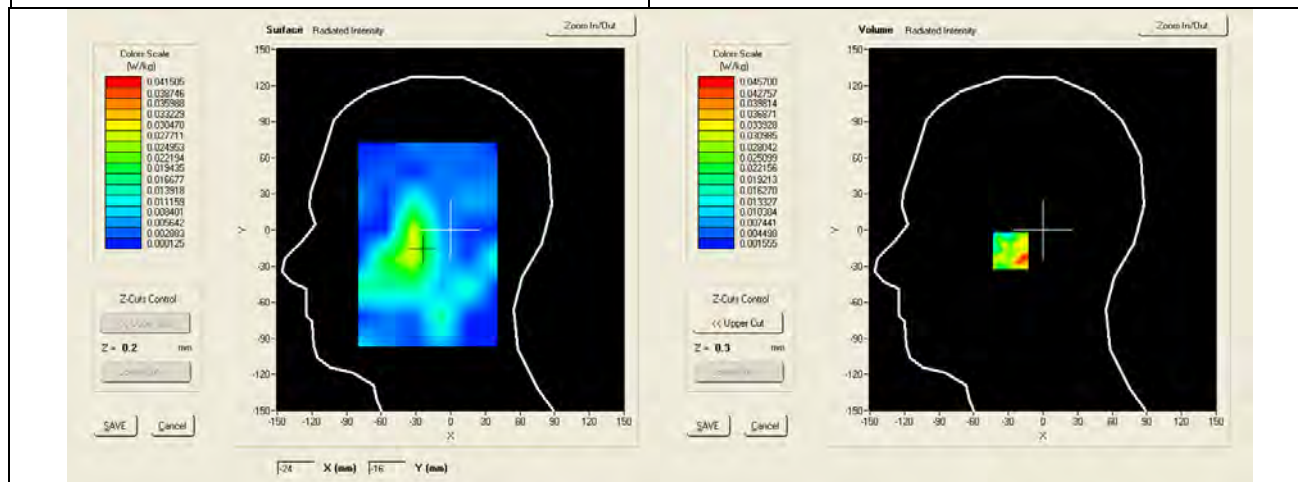 Surface Radiated Intensity
Zoom In/Out
Colors Scale
(W/kg)
0.041505
0.038746
0.035988
0.033229
0.030470
0.027711
0.024953
0.022194
0.019435
0.016677
0.013918
0.011159
0.008401
0.005642
0.002883
0.000125
Z-Cuts Control
Z = 0.2 mm
SAVE
Cancel
150
120
90
60
30
0
-30
-60
-90
-120
-150
Y
-150 -120 -90 -60 -30 0 30 60 90 120 150
X
-24 X (mm) -16 Y (mm)
Volume Radiated Intensity
Zoom In/Out
Colors Scale
(W/kg)
0.045700
0.042757
0.039814
0.036871
0.033928
0.030985
0.028042
0.025099
0.022156
0.019213
0.016270
0.013327
0.010384
0.007441
0.004498
0.001555
Z-Cuts Control
<< Upper Cut
Z = 0.3 mm
SAVE
Cancel
150
120
90
60
30
0
-30
-60
-90
-120
-150
Y
-150 -120 -90 -60 -30 0 30 60 90 120 150
X